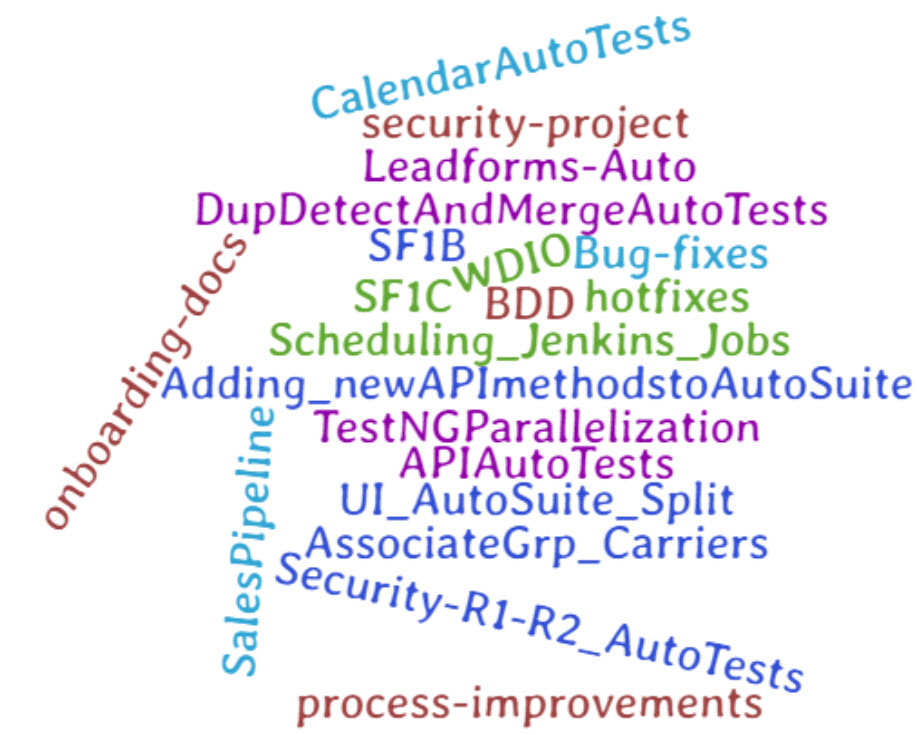 CalendarAutoTests
security-project
Leadforms-Auto
DupDetectAndMergeAutoTests
SF1B
WDIO
Bug-fixes
onboarding-docs
SF1C
BDD
hotfixes
Scheduling_Jenkins_Jobs
Adding_newAPImethodstoAutoSuite
SalesPipeline
TestNGParallelization
APIAutoTests
UI_AutoSuite_Split
AssociateGrp_Carriers
Security-R1-R2_AutoTests
process-improvements